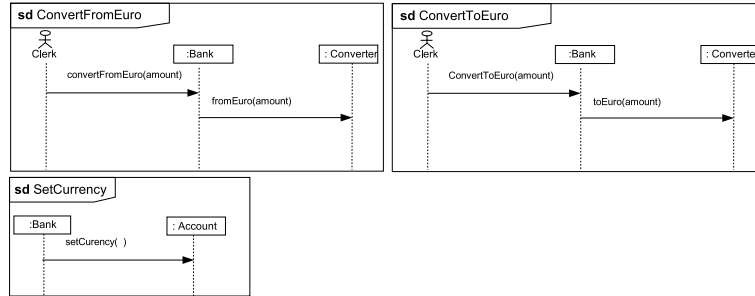 sd ConvertFromEuro
Clerk
:Bank
: Converter
convertFromEuro(amount)
fromEuro(amount)
sd ConvertToEuro
Clerk
:Bank
: Converte
ConvertToEuro(amount)
toEuro(amount)
sd SetCurrency
:Bank
: Account
setCurency( )